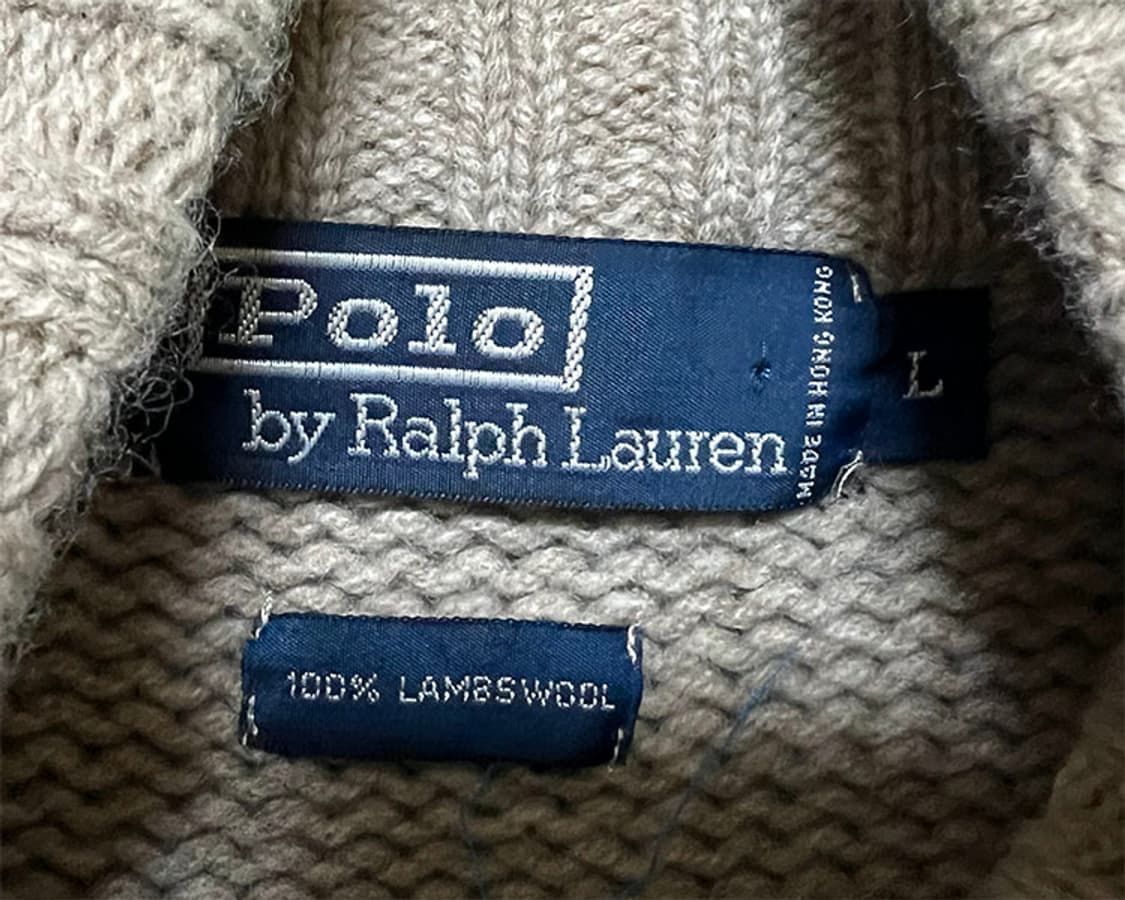 Polo
by Ralph Lauren
MADE IN HONG KONG
L
100% LAMBSWOOL